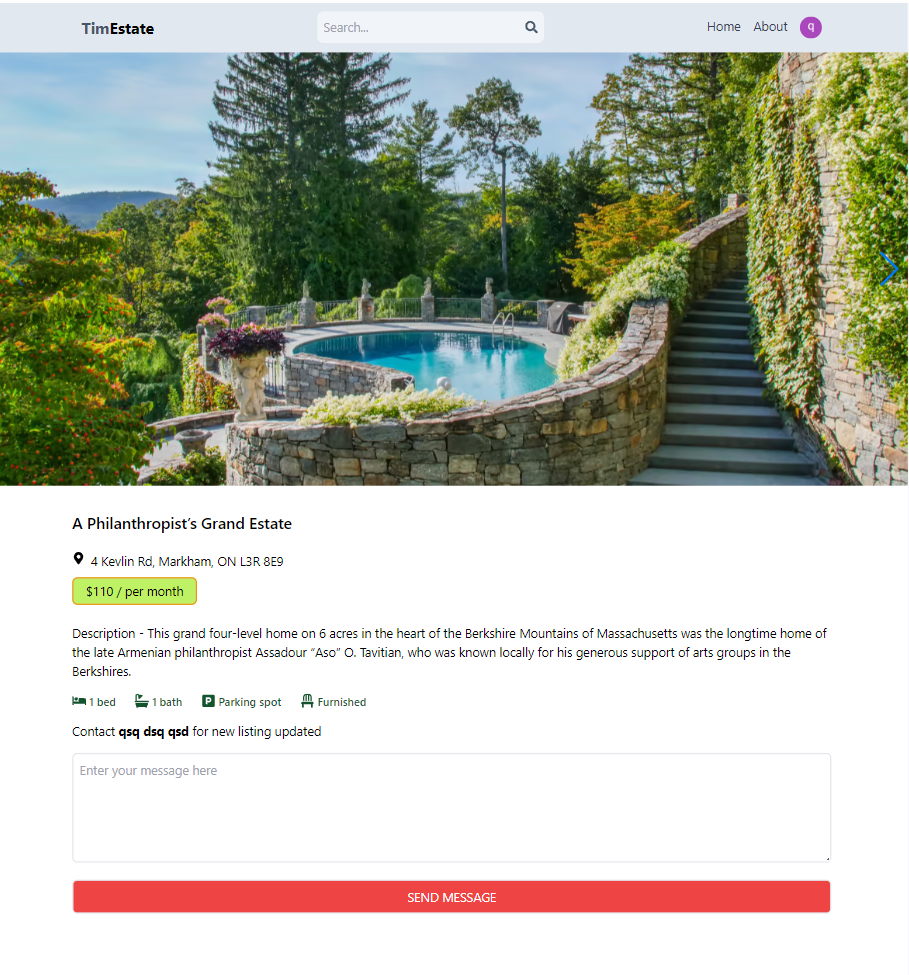 TimEstate
Search...
Home About q
A Philanthropist’s Grand Estate
4 Kevlin Rd, Markham, ON L3R 8E9
$110 / per month
Description - This grand four-level home on 6 acres in the heart of the Berkshire Mountains of Massachusetts was the longtime home of
the late Armenian philanthropist Assadour “Aso” O. Tavitian, who was known locally for his generous support of arts groups in the
Berkshires.
1 bed 1 bath P Parking spot Furnished
Contact qsq dsq qsd for new listing updated
Enter your message here
SEND MESSAGE